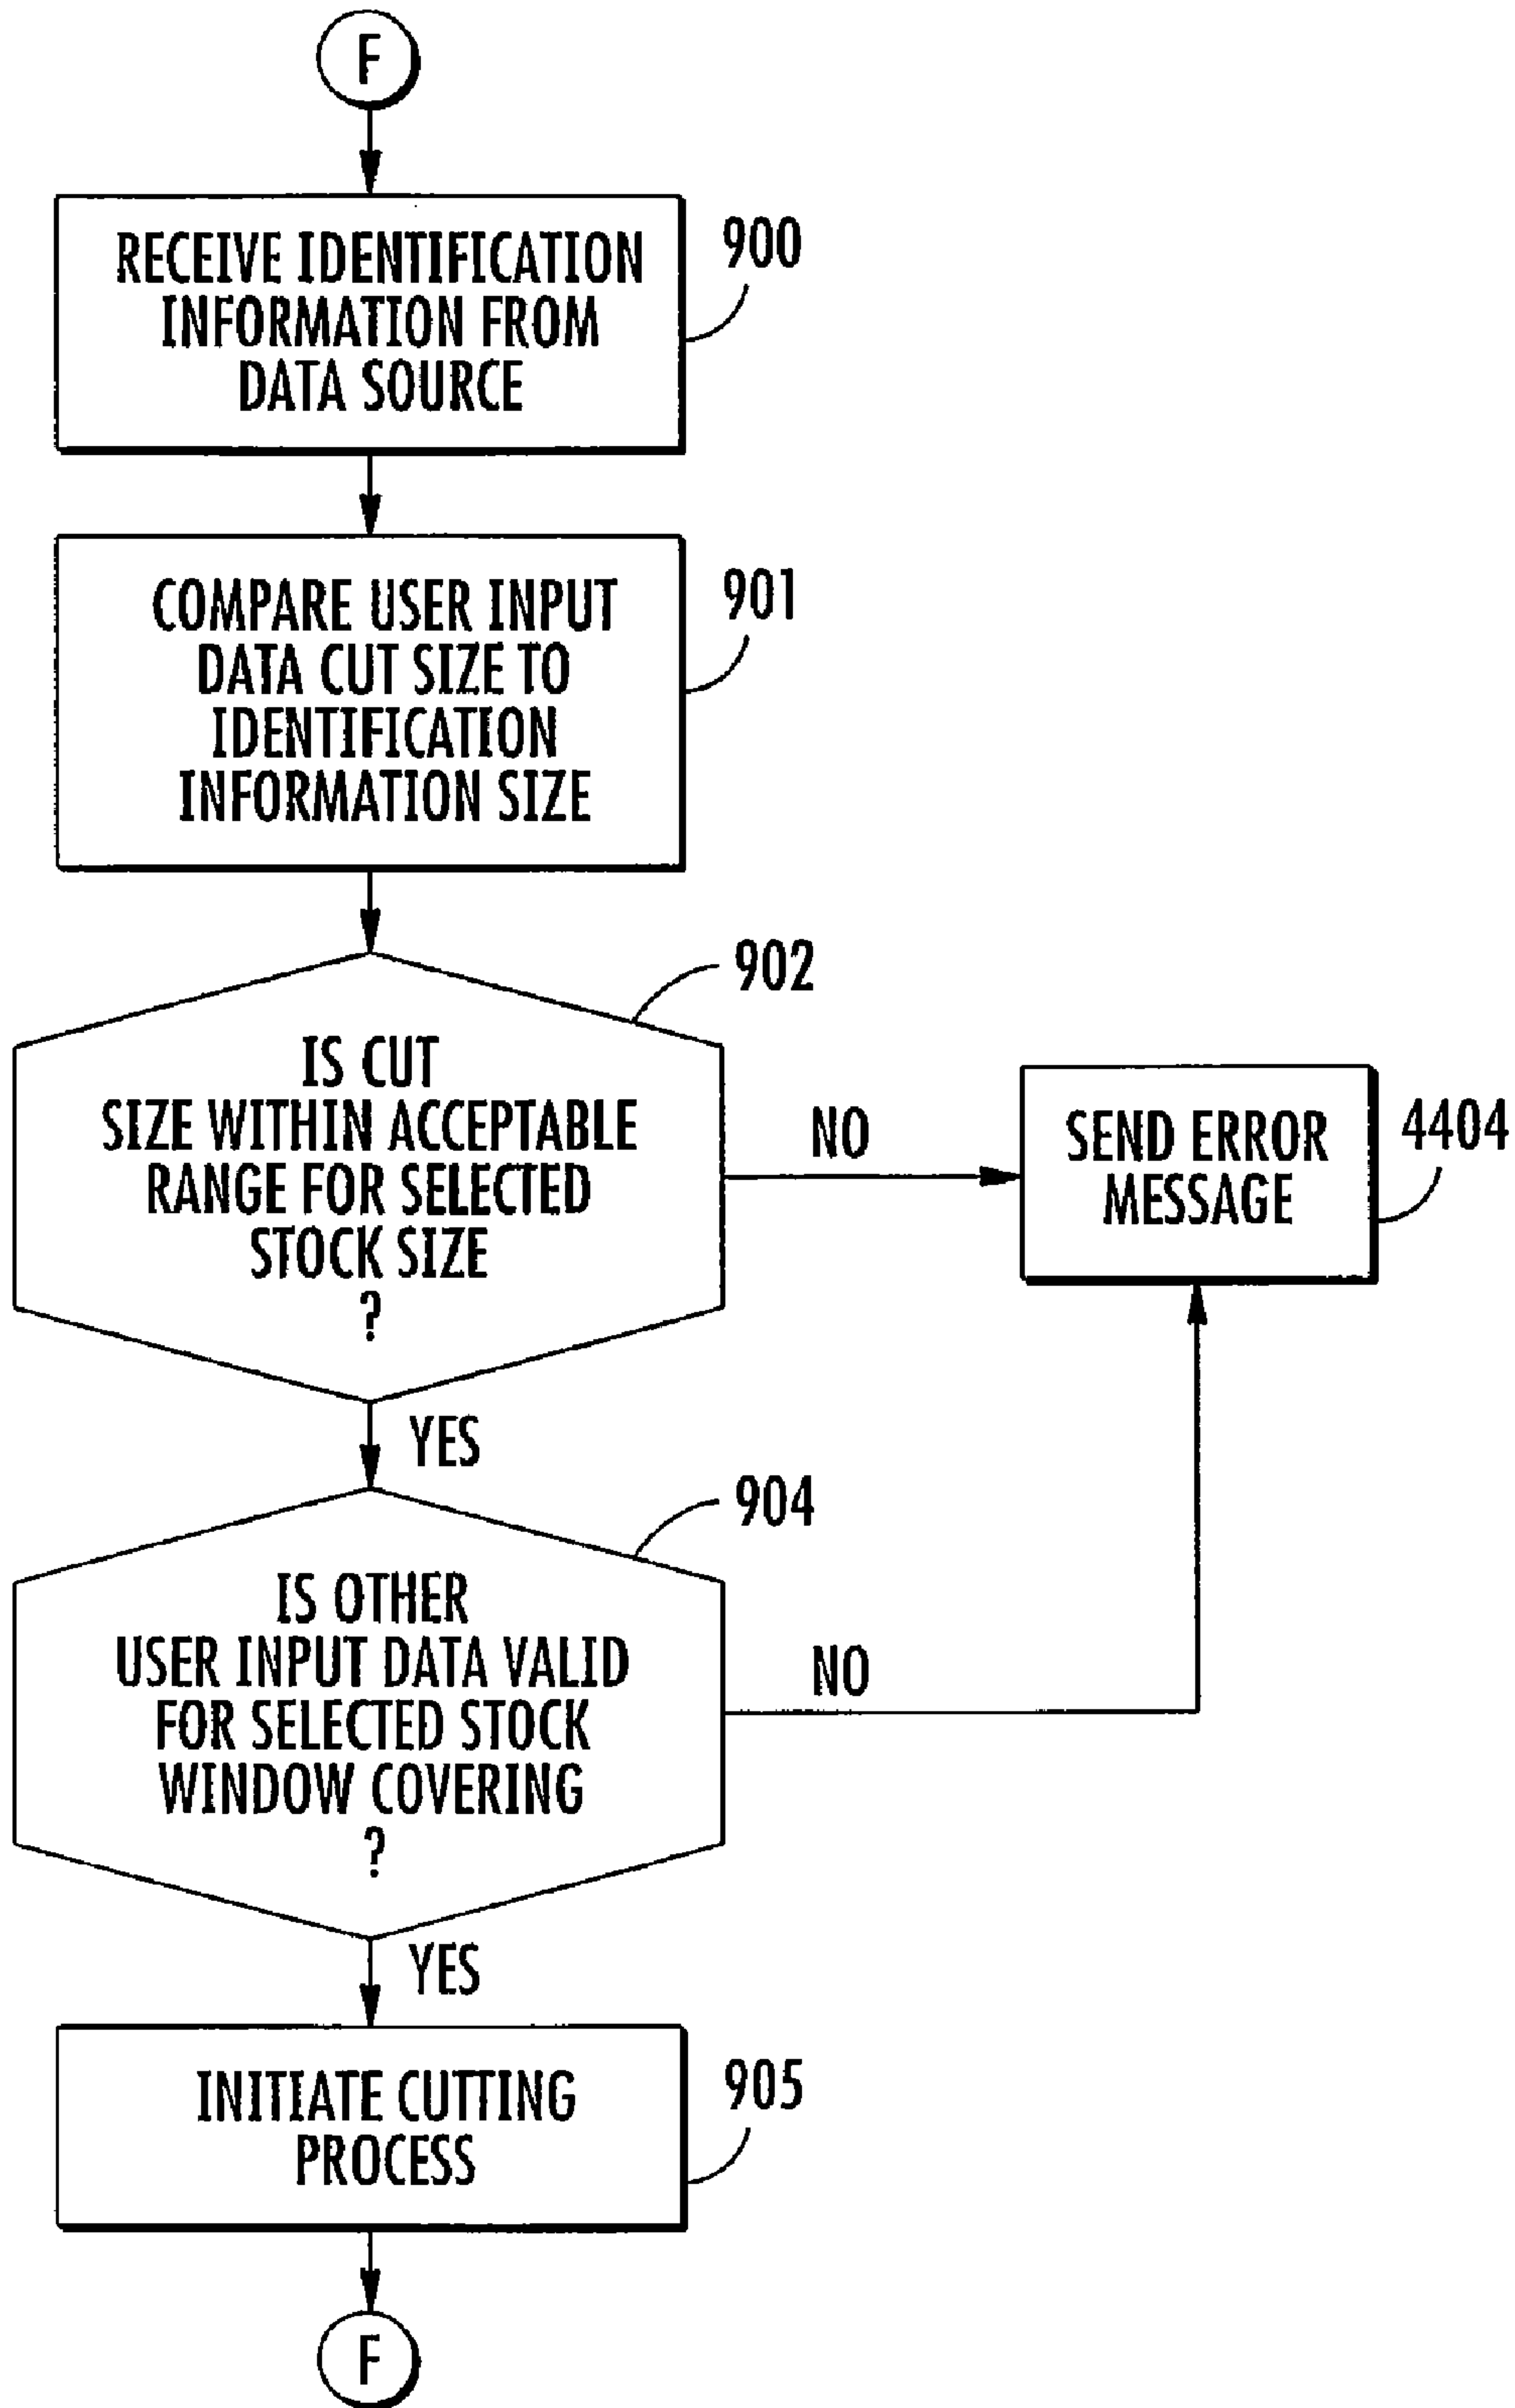 F
RECEIVE IDENTIFICATION
INFORMATION FROM
DATA SOURCE
900
COMPARE USER INPUT
DATA CUT SIZE TO
IDENTIFICATION
INFORMATION SIZE
901
902
IS CUT
SIZE WITHIN ACCEPTABLE
RANGE FOR SELECTED
STOCK SIZE
?
NO
SEND ERROR
MESSAGE
4404
YES
904
IS OTHER
USER INPUT DATA VALID
FOR SELECTED STOCK
WINDOW COVERING
?
NO
YES
INITIATE CUTTING
PROCESS
905
F